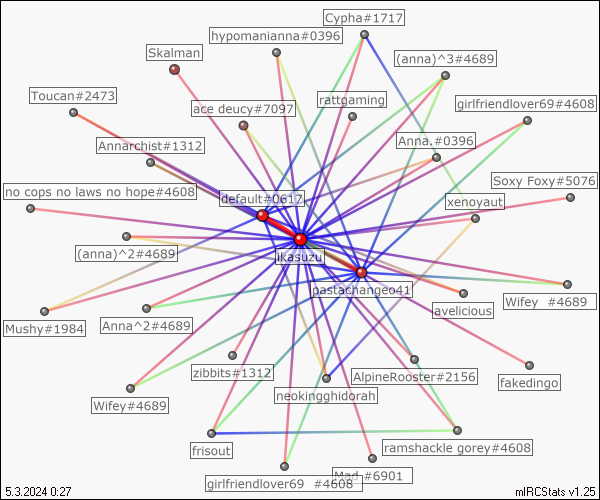 Cypha#1717
hypomanianna#0396
Skalman
(anna)^3#4689
Toucan#2473
ace deucy#7097
rattgaming
girlfriendlover69#4608
Annarchist#1312
Anna.#0396
no cops no laws no hope#4608
default#0617
Soxy Foxy#5076
xenoyaut
(anna)^2#4689
ikasuzu
pastachangeo41
Wifey #4689
Mushy#1984
Anna^2#4689
avelicious
zibbits#1312
AlpineRooster#2156
fakedingo
Wifey#4689
neokingghidorah
frisout
ramshackle gorey#4608
girlfriendlover69 #4608
Mad #6901
5.3.2024 0:27
mIRCStats v1.25